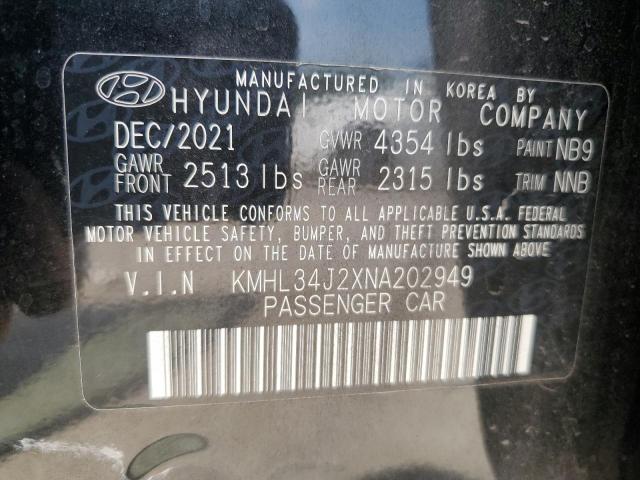 MANUFACTURED IN KOREA BY
HYUNDAI MOTOR COMPANY
DEC/2021 GVWR 4354 lbs PAINT NB9
GAWR FRONT 2513 lbs GAWR REAR 2315 lbs TRIM NNB
THIS VEHICLE CONFORMS TO ALL APPLICABLE U.S.A. FEDERAL
MOTOR VEHICLE SAFETY, BUMPER, AND THEFT PREVENTION STANDARDS
IN EFFECT ON THE DATE OF MANUFACTURE SHOWN ABOVE.
V.I.N KMHL34J2XNA202949
PASSENGER CAR